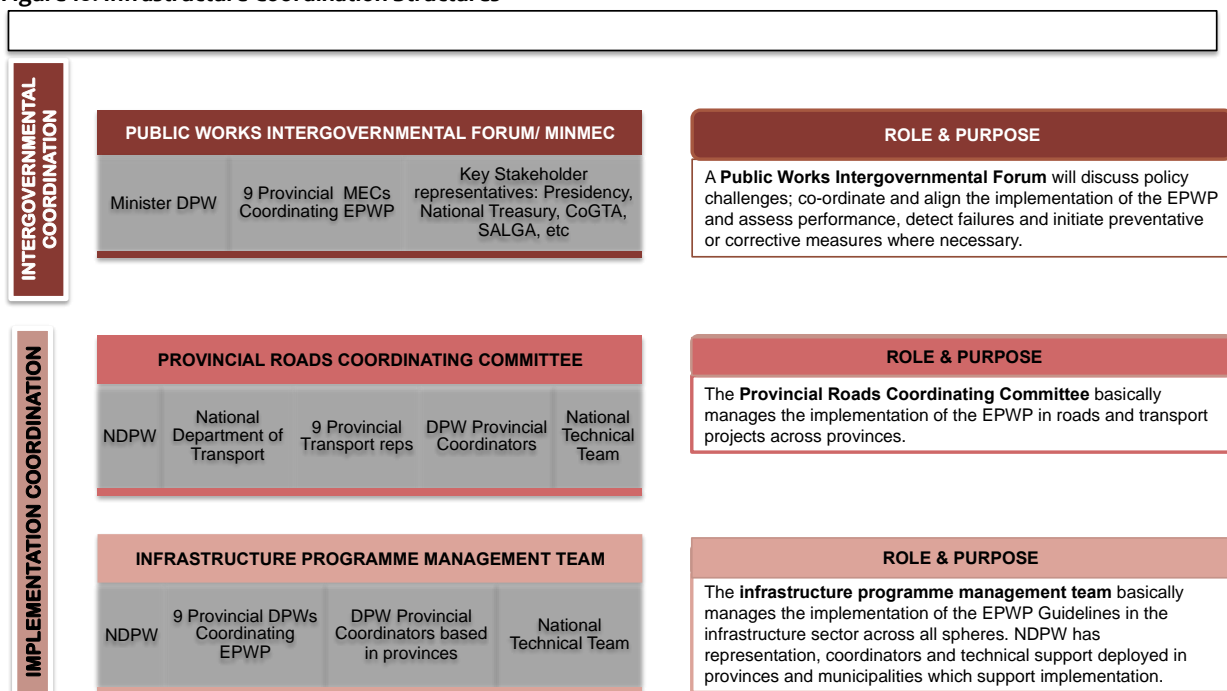 INTERGOVERNMENTAL
COORDINATION
PUBLIC WORKS INTERGOVERNMENTAL FORUM/ MINMEC
Minister DPW
9 Provincial MECs
Coordinating EPWP
Key Stakeholder
representatives: Presidency,
National Treasury, CoGTA,
SALGA, etc
ROLE & PURPOSE
A Public Works Intergovernmental Forum will discuss policy
challenges; co-ordinate and align the implementation of the EPWP
and assess performance, detect failures and initiate preventative
or corrective measures where necessary.
IMPLEMENTATION COORDINATION
PROVINCIAL ROADS COORDINATING COMMITTEE
NDPW
National
Department of
Transport
9 Provincial
Transport reps
DPW Provincial
Coordinators
National
Technical
Team
ROLE & PURPOSE
The Provincial Roads Coordinating Committee basically
manages the implementation of the EPWP in roads and transport
projects across provinces.
INFRASTRUCTURE PROGRAMME MANAGEMENT TEAM
NDPW
9 Provincial DPWs
Coordinating
EPWP
DPW Provincial
Coordinators based
in provinces
National
Technical Team
ROLE & PURPOSE
The infrastructure programme management team basically
manages the implementation of the EPWP Guidelines in the
infrastructure sector across all spheres. NDPW has
representation, coordinators and technical support deployed in
provinces and municipalities which support implementation.